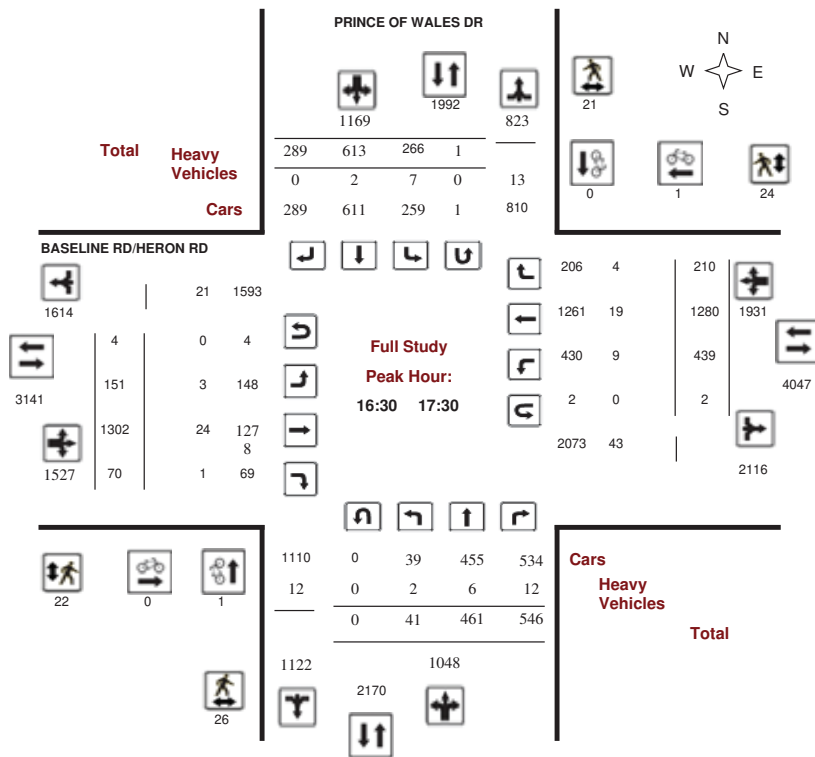 PRINCE OF WALES DR
N
W E
S
1992
21
1169 823
Total Heavy Vehicles
289 613 266 1
0 2 7 0 13
Cars 289 611 259 1 810
0 1 24
BASELINE RD/HERON RD
1614 21 1593
206 4 210
1931
1261 19 1280
4 0 4
Full Study
Peak Hour:
16:30 17:30
3141
151 3 148
430 9 439
4047
1302 24 127
8
2 0 2
1527 70 1 69
2073 43
2116
1110 0 39 455 534 Cars
12 0 2 6 12 Heavy
Vehicles
0 41 461 546
Total
22 0 1
1122 1048
2170
26